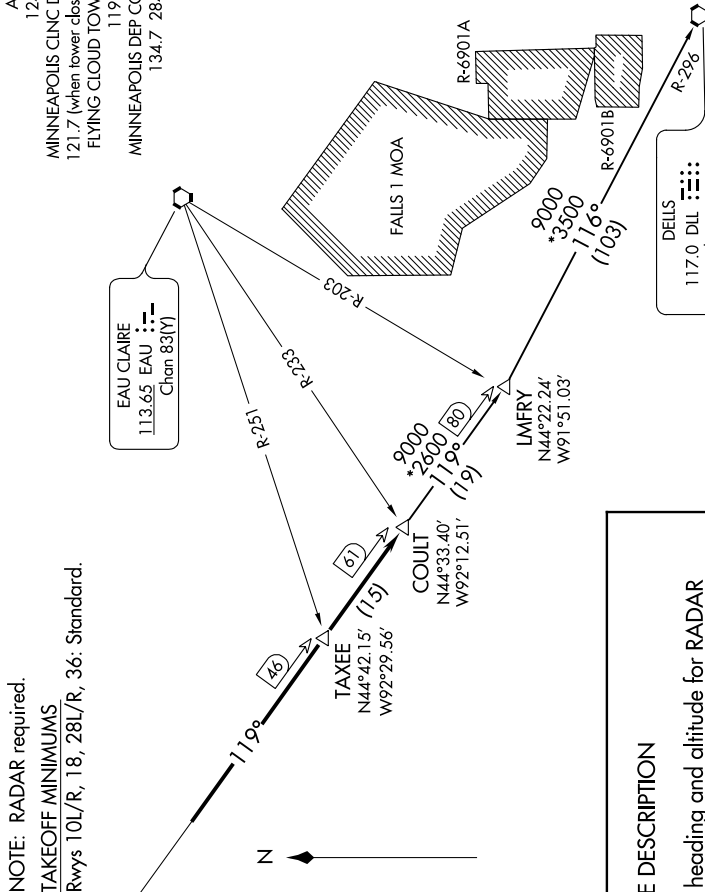 NOTE: RADAR required.
TAKEOFF MINIMUMS
Rwys 10L/R, 18, 28L/R, 36: Standard.
MINNEAPOLIS CLNC D
121.7 (when tower clos
FLYING CLOUD TOW
119
MINNEAPOLIS DEP CO
134.7 28
EAU CLAIRE
113.65 EAU
Chan 83(Y)
R-251
R-233
R-203
FALLS 1 MOA
R-6901A
R-6901B
119°
46
TAXEE
N44°42.15'
W92°29.56'
(15)
61
COULT
N44°33.40'
W92°12.51'
9000
*2600
119°
(19)
80
LMFRY
N44°22.24'
W91°51.03'
9000
*3500
116°
(103)
R-296
DELLS
117.0 DLL
N
E DESCRIPTION
heading and altitude for RADAR